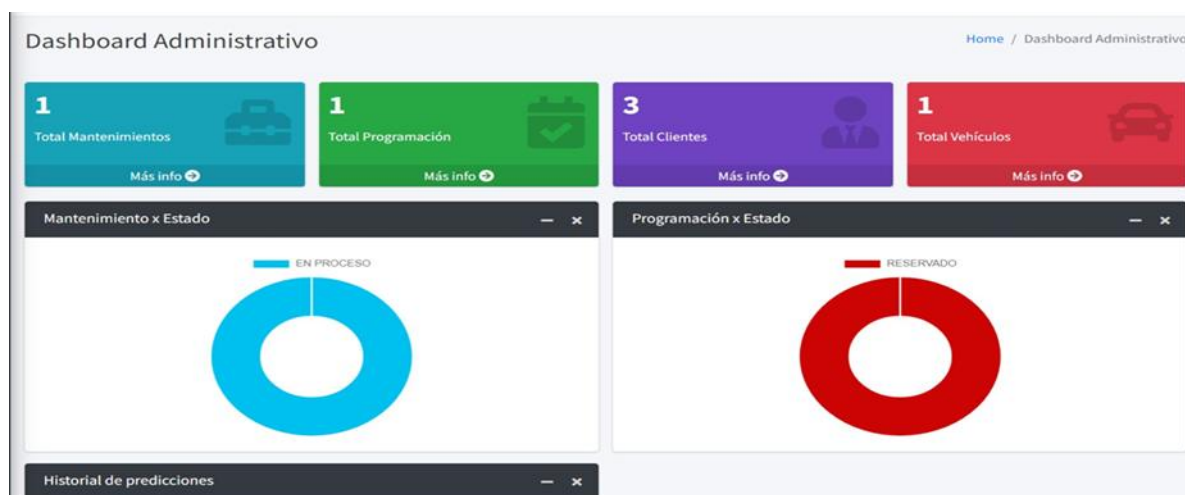 Dashboard Administrativo
Home / Dashboard Administrativo
1
Total Mantenimientos
Más info
1
Total Programación
Más info
3
Total Clientes
Más info
1
Total Vehículos
Más info
Mantenimiento x Estado
EN PROCESO
Programación x Estado
RESERVADO
Historial de predicciones